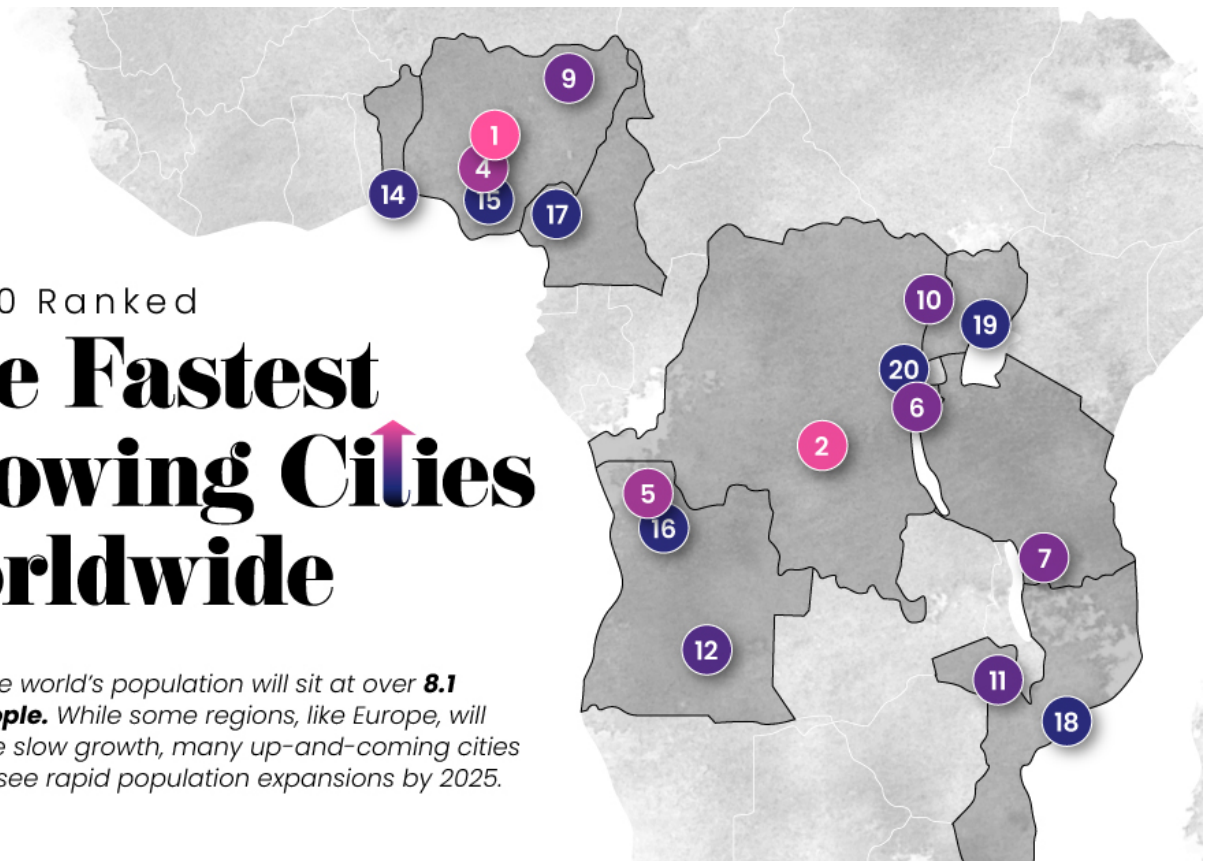 9
1
4
14
15
17
0 Ranked
10
19
e Fastest
20
6
2
owing Cities
5
16
orldwide
7
12
11
18
e world’s population will sit at over 8.1
ople. While some regions, like Europe, will
e slow growth, many up-and-coming cities
see rapid population expansions by 2025.